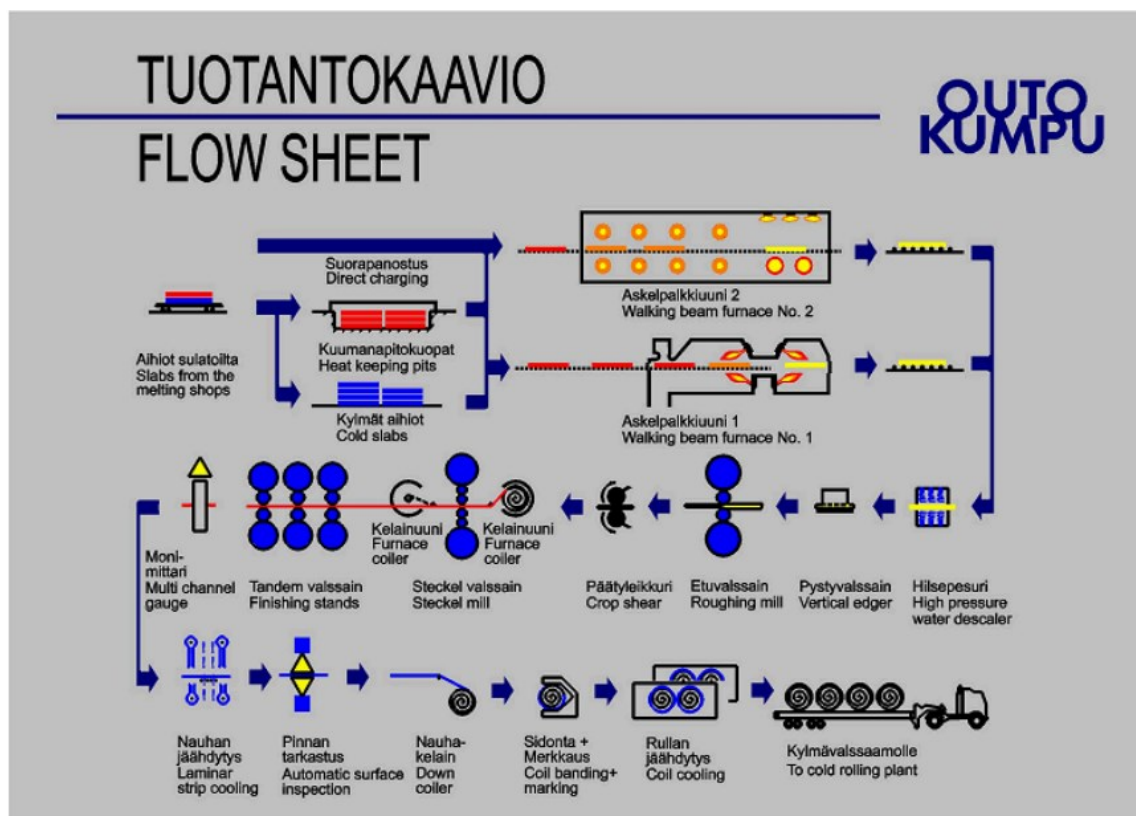 TUOTANTOKAAVIO
FLOW SHEET
OUTO
KUMPU
Suorapanostus
Direct charging
Askelpalkkiuuni 2
Walking beam furnace No. 2
Aihiot sulatoilta
Slabs from the
melting shops
Kuumanapitokuopat
Heat keeping pits
Kylmät aihiot
Cold slabs
Askelpalkkiuuni 1
Walking beam furnace No. 1
Moni-
mittari
Multi channel
gauge
Tandem valssain
Finishing stands
Kelainuuni
Furnace
coiler
Kelainuuni
Furnace
coiler
Steckel valssain
Steckel mill
Päätyleikkuri
Crop shear
Etuvalssain
Roughing mill
Pystyvalssain
Vertical edger
Hilsepesuri
High pressure
water descaler
Nauhan
jäähdytys
Laminar
strip cooling
Pinnan
tarkastus
Automatic surface
inspection
Nauha-
kelain
Down
coiler
Sidonta +
Merkkaus
Coil banding+
marking
Rullan
jäähdytys
Coil cooling
Kylmävalssaamolle
To cold rolling plant